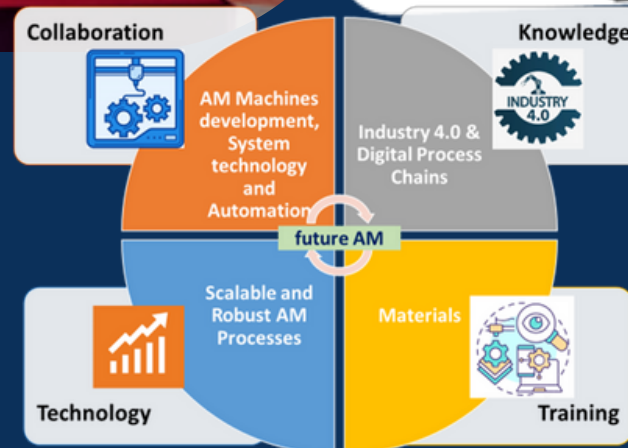 Collaboration
Knowledge
INDUSTRY
4.0
AM Machines
development,
System
technology
and
Automation
Industry 4.0 &
Digital Process
Chains
future AM
Scalable and
Robust AM
Processes
Materials
Technology
Training